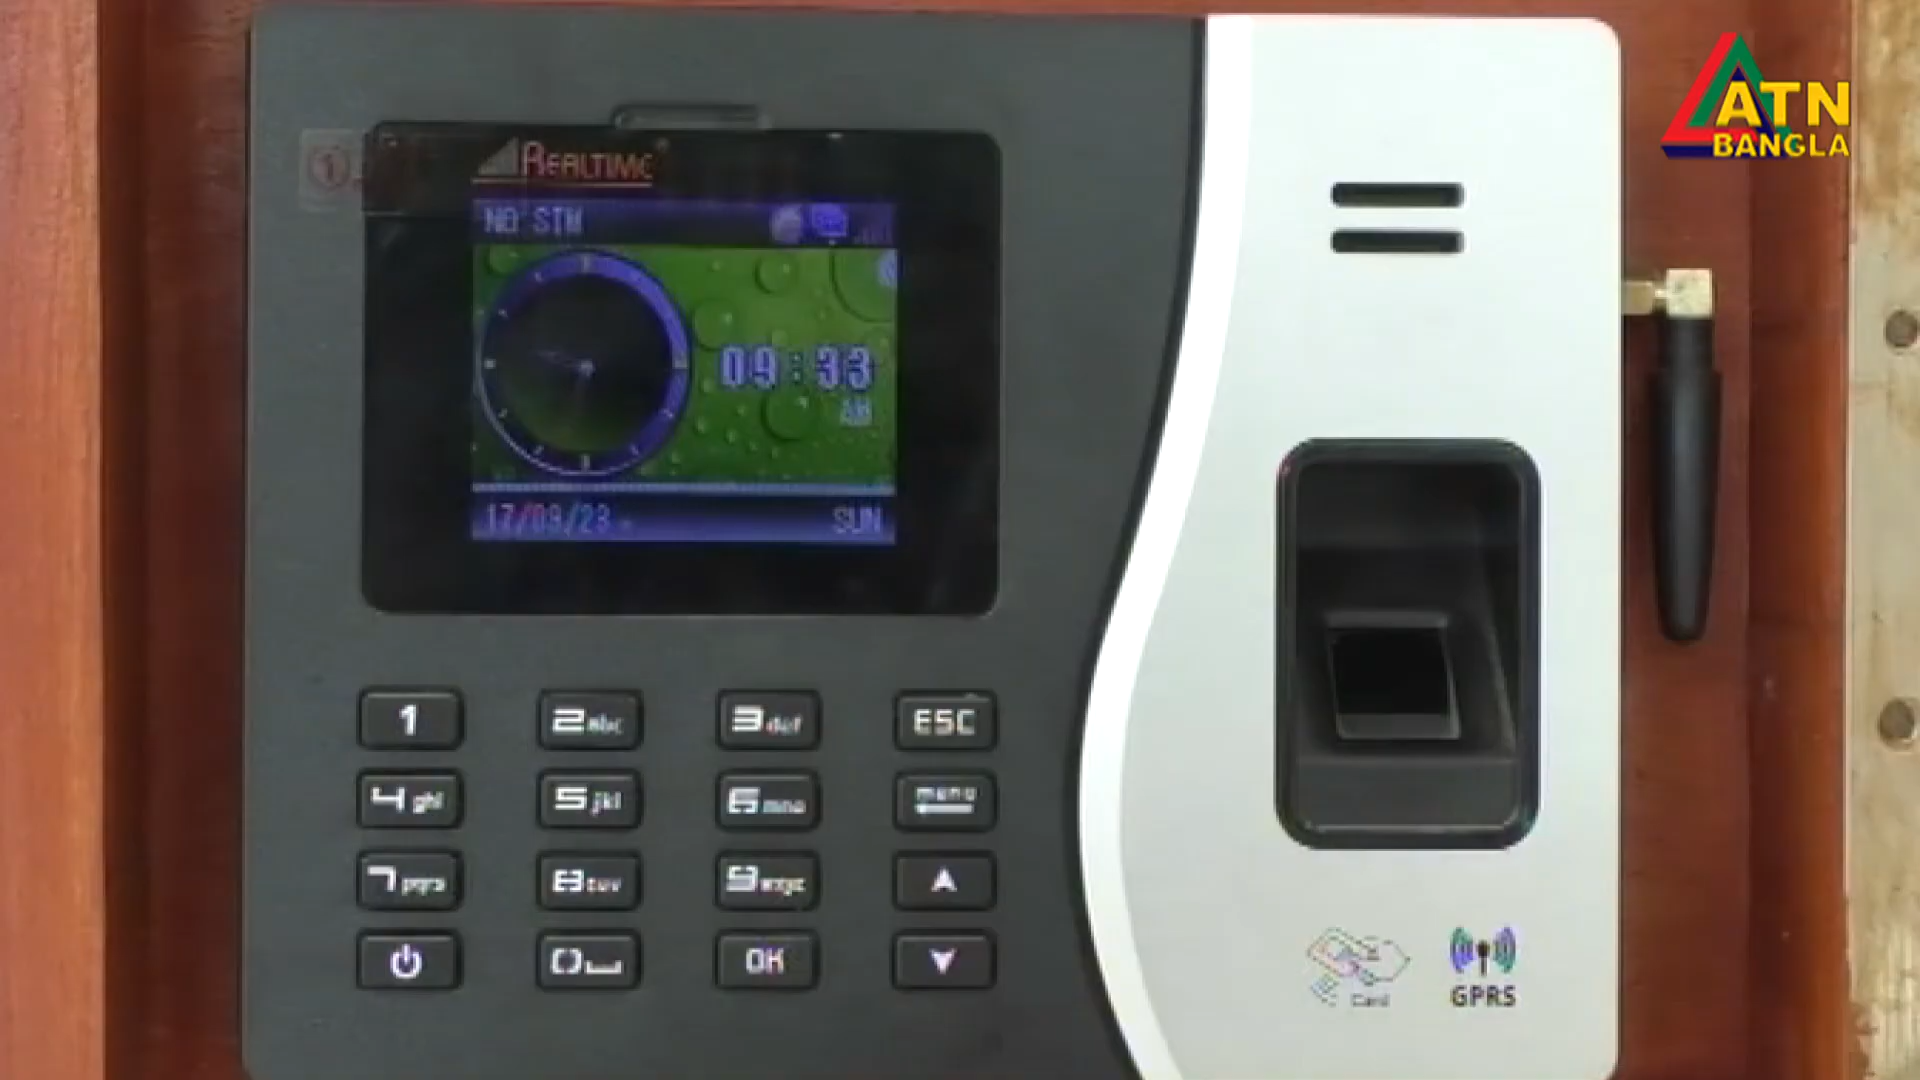 ATN
BANGLA
REALTIME
NO SIM
09:33
AM
17/09/23
SUN
1 2 abc 3 def ESC
4 ghi 5 jkl 6 mno menu
7 pqrs 8 tuv 9 wxyz
0 OK
Card GPRS